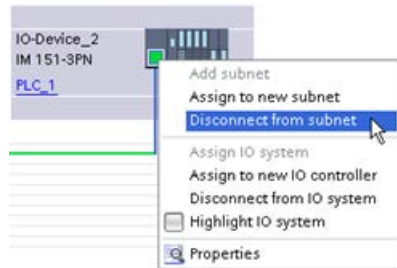 IO-Device_2
IM 151-3PN
PLC_1
Add subnet
Assign to new subnet
Disconnect from subnet
Assign IO system
Assign to new IO controller
Disconnect from IO system
Highlight IO system
Properties